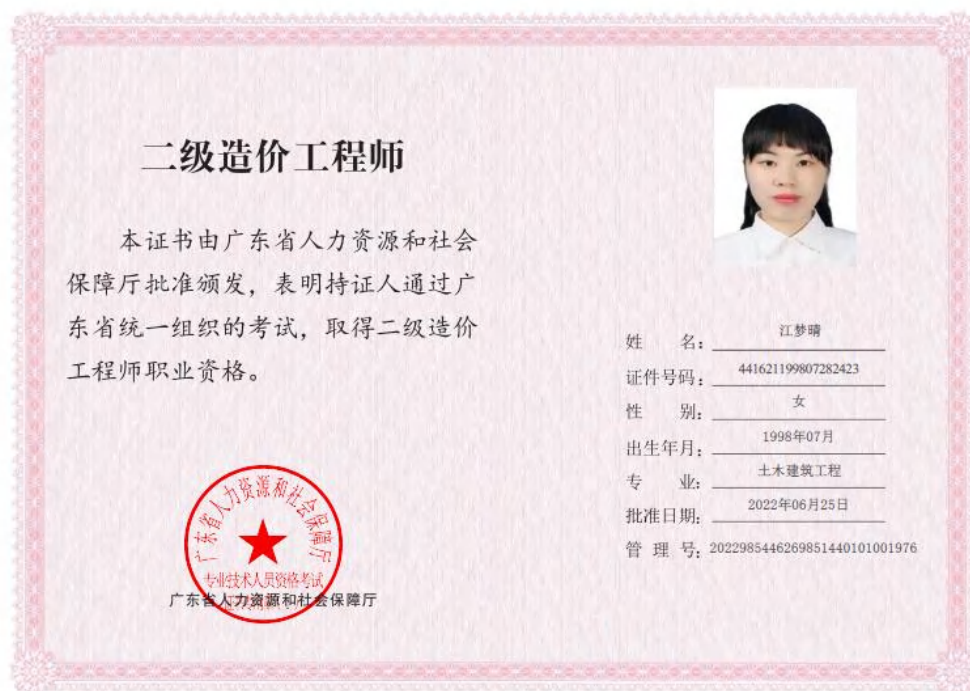 二级造价工程师
本证书由广东省人力资源和社会
保障厅批准颁发，表明持证人通过广
东省统一组织的考试，取得二级造价
工程师职业资格。
姓 名：江梦晴
证件号码：441621199807282423
性 别：女
出生年月：1998年07月
专 业：土木建筑工程
批准日期：2022年06月25日
管 理 号：2022985446269851440101001976
广东省人力资源和社会保障厅
专业技术人员资格考试
广东省人力资源和社会保障厅